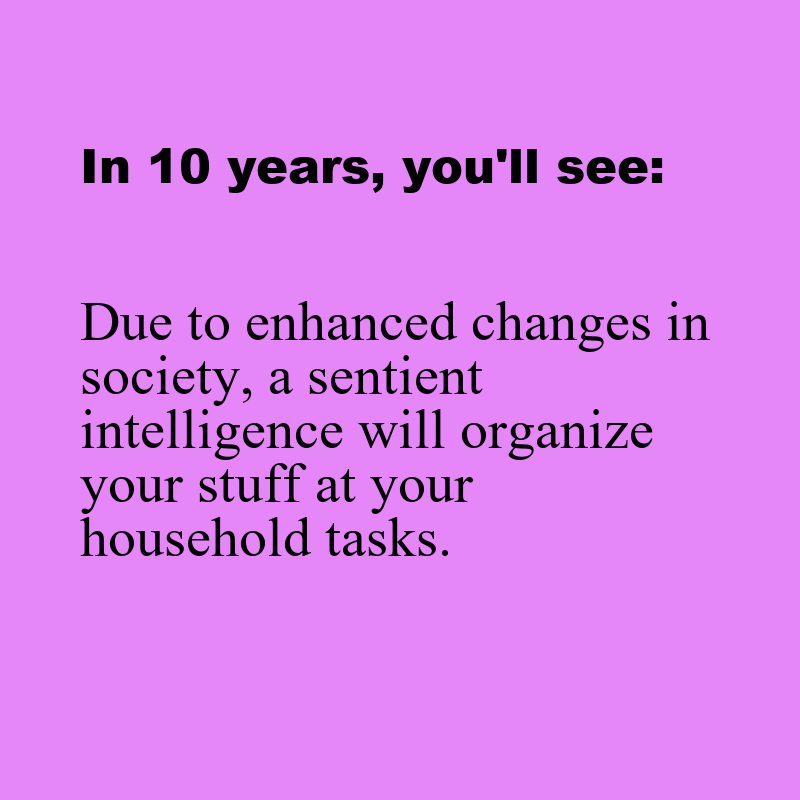 In 10 years, you'll see:
Due to enhanced changes in
society, a sentient
intelligence will organize
your stuff at your
household tasks.